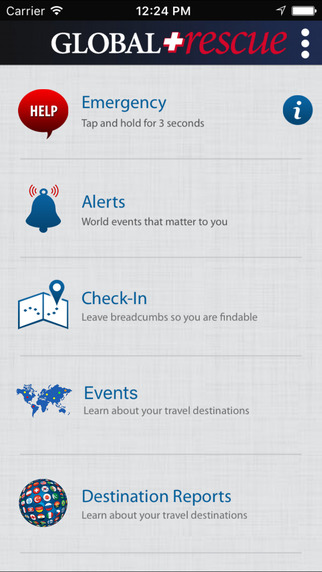 Carrier 12:24 PM
GLOBAL rescue
HELP
Emergency
i
Tap and hold for 3 seconds
Alerts
World events that matter to you
Check-In
Leave breadcumbs so you are findable
Events
Learn about your travel destinations
Destination Reports
Learn about your travel destinations